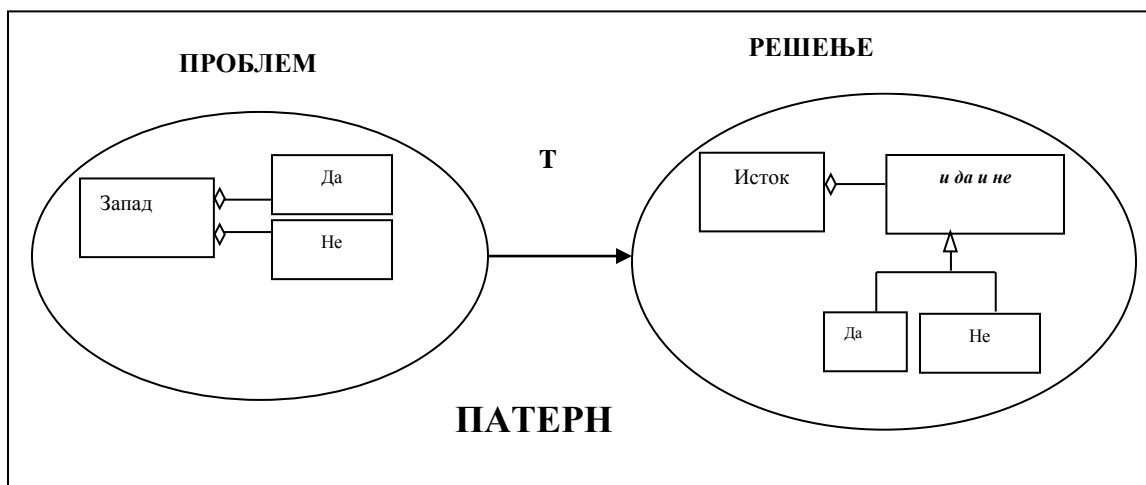 ПРОБЛЕМ
РЕШЕЊЕ
Т
Запад
Да
Не
Исток
и да и не
Да
Не
ПАТЕРН